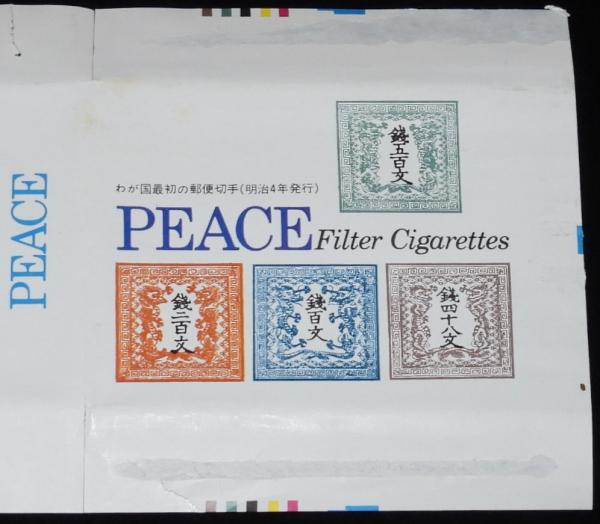 PEACE
錢五百文
わが国最初の郵便切手(明治4年発行)
PEACE Filter Cigarettes
錢二百文
錢百文
錢四十八文